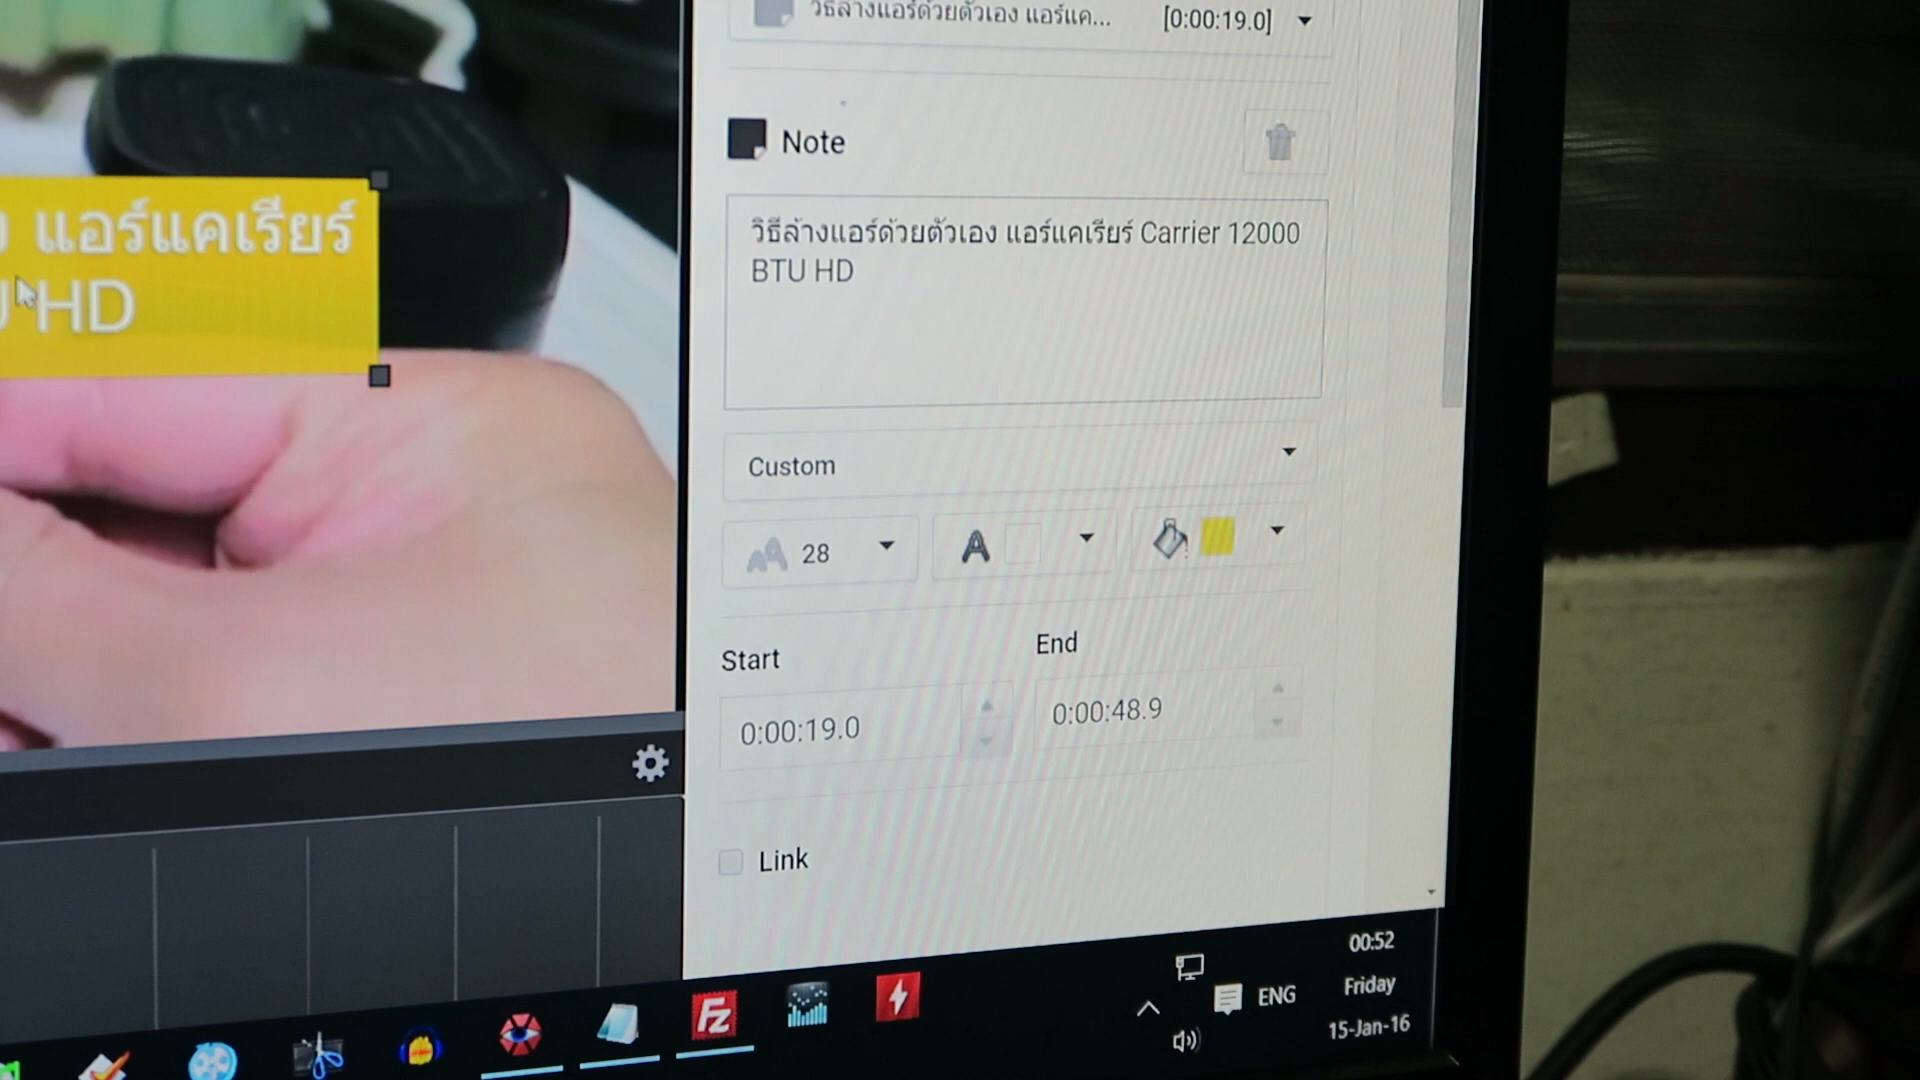 วิธีล้างแอร์ด้วยตัวเอง แอร์แค... [0:00:19.0]
Note
แอร์แคเรียร์
U HD
วิธีล้างแอร์ด้วยตัวเอง แอร์แคเรียร์ Carrier 12000
BTU HD
Custom
28
Start
End
0:00:19.0
0:00:48.9
Link
00:52
ENG
Friday
15-Jan-16
Fz